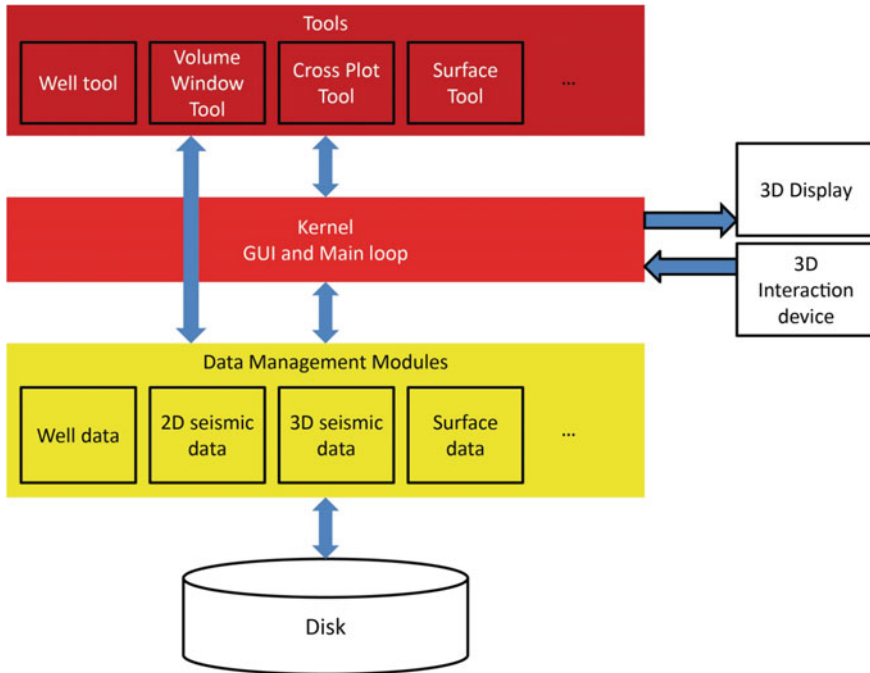 Tools
Well tool
Volume
Window
Tool
Cross Plot
Tool
Surface
Tool
...
Kernel
GUI and Main loop
3D Display
3D
Interaction
device
Data Management Modules
Well data
2D seismic
data
3D seismic
data
Surface
data
...
Disk